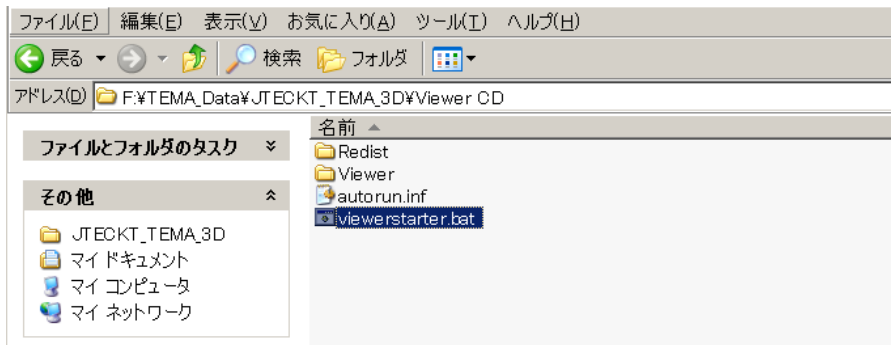 ファイル(F) 編集(E) 表示(V) お気に入り(A) ツール(T) ヘルプ(H)
戻る 検索 フォルダ
アドレス(D) F:¥TEMA_Data¥JTECKT_TEMA_3D¥Viewer CD
名前
ファイルとフォルダのタスク
Redist
Viewer
autorun.inf
viewerstarter.bat
その他
JTECKT_TEMA_3D
マイ ドキュメント
マイ コンピュータ
マイ ネットワーク